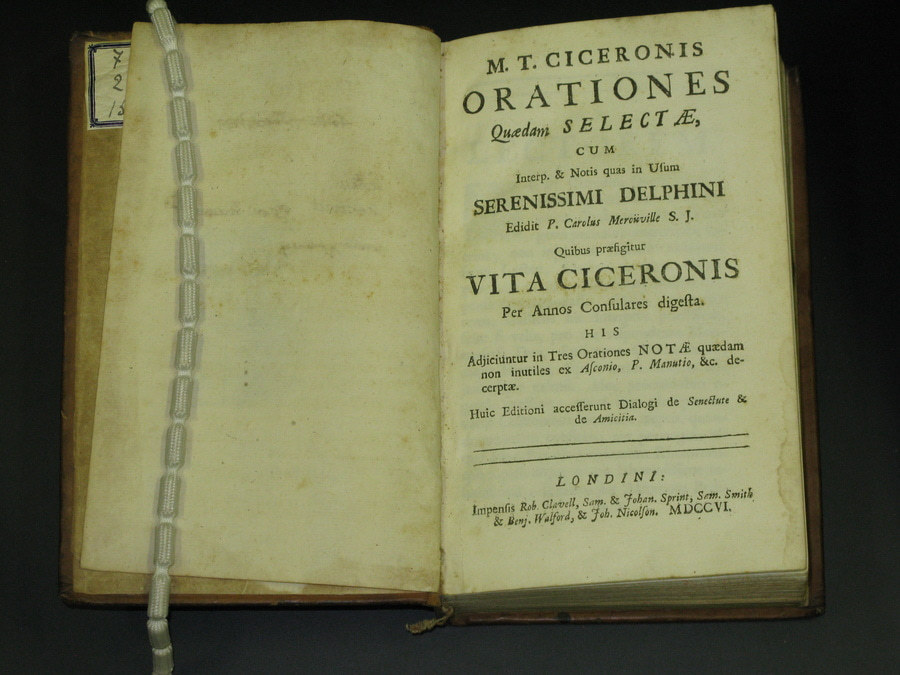 7
2
M. T. CICERONIS
ORATIONES
Quædam SELECTÆ,
CUM
Interp. & Notis quas in Uſum
SERENISSIMI DELPHINI
Edidit P. Carolus Merouville S. J.
Quibus præfigitur
VITA CICERONIS
Per Annos Conſulares digeſta.
HIS
Adjiciuntur in Tres Orationes NOTÆ quædam
non inutiles ex Aſconio, P. Manutio, &c. de-
cerptæ.
Huic Editioni acceſſerunt Dialogi de Senectute &
de Amicitia.
LONDINI:
Impenſis Rob. Clavell, Sam. & Johan. Sprint, Sam. Smith
& Benj. Walford, & Joh. Nicolſon. MDCCVI.